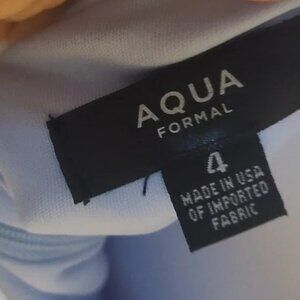 AQUA
FORMAL
4
MADE IN USA
OF IMPORTED
FABRIC